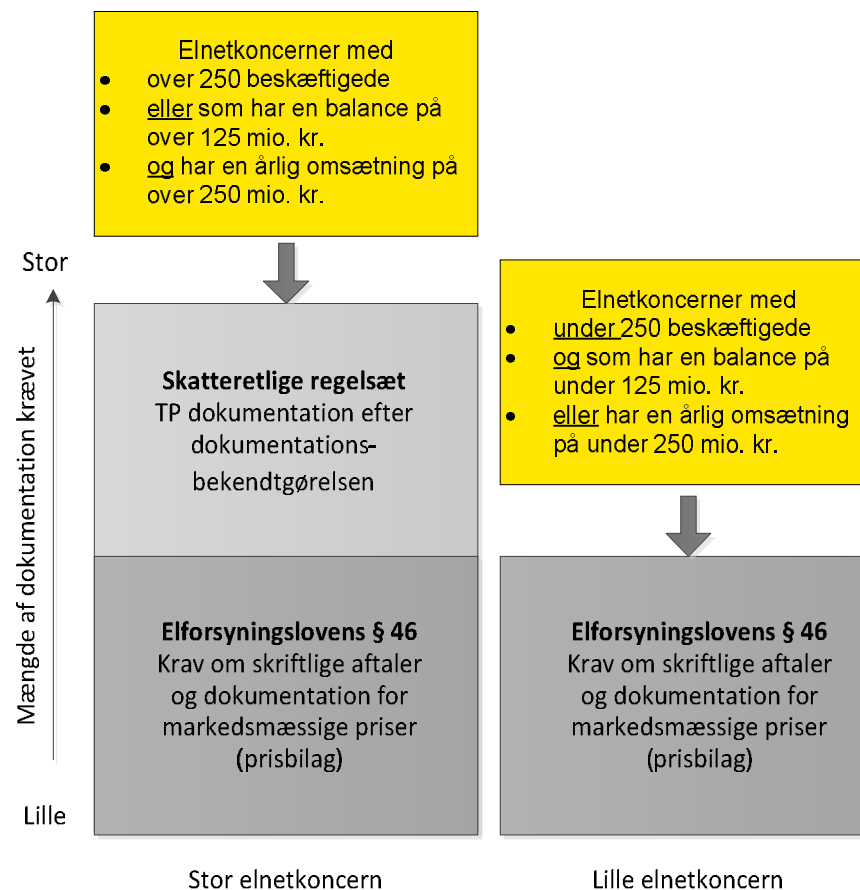 Elnetkoncerner med
• over 250 beskæftigede
• eller som har en balance på
over 125 mio. kr.
• og har en årlig omsætning på
over 250 mio. kr.
Stor
Mængde af dokumentation krævet
Lille
Skatteretlige regelsæt
TP dokumentation efter
dokumentations-
bekendtgørelsen
Elforsyningslovens § 46
Krav om skriftlige aftaler
og dokumentation for
markedsmæssige priser
(prisbilag)
Stor elnetkoncern
Elnetkoncerner med
• under 250 beskæftigede
• og som har en balance på
under 125 mio. kr.
• eller har en årlig omsætning
på under 250 mio. kr.
Elforsyningslovens § 46
Krav om skriftlige aftaler
og dokumentation for
markedsmæssige priser
(prisbilag)
Lille elnetkoncern